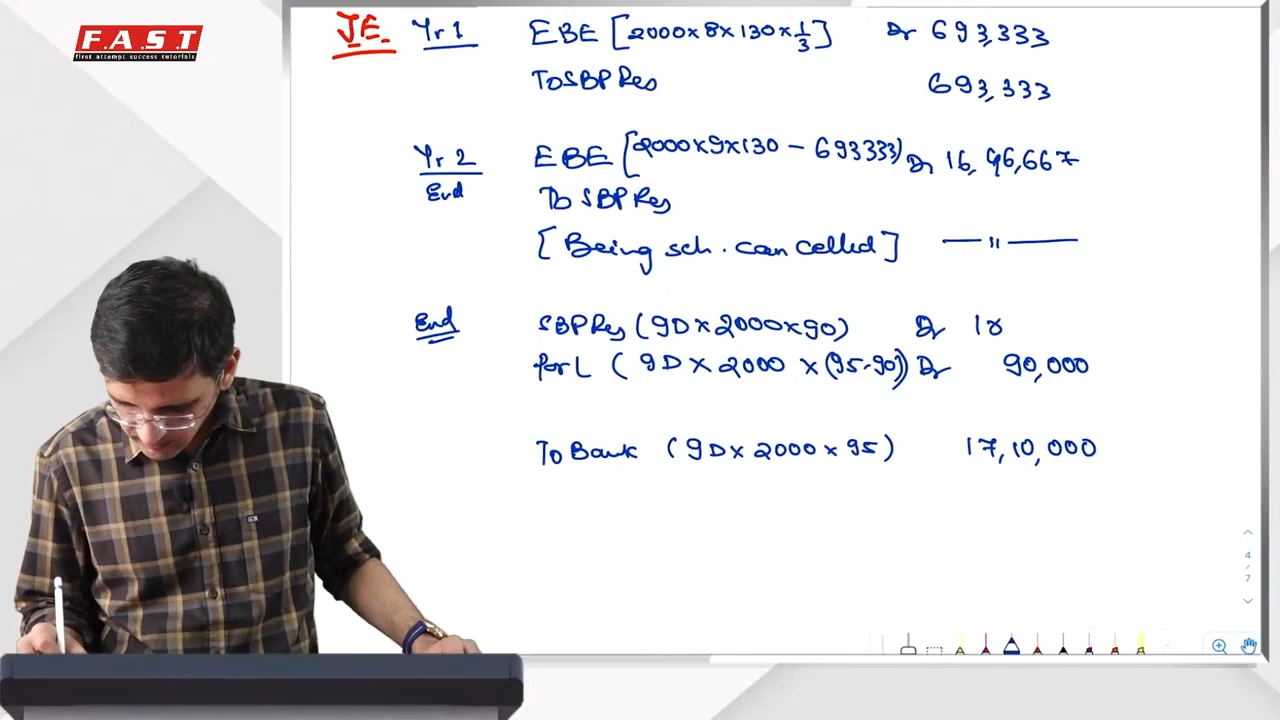 F.A.S.T
first attempt success tutorials
JE. Yr 1 EBE [2000×8×130×1/3] Dr 693,333
To SBP Res 693,333
Yr 2 EBE [2000×9×130 - 693333) Dr 16,46,667
End To SBP Res
[Being sch. cancelled] — " —
End SBP Res (9D×2000×90) Dr 18
for L ( 9D × 2000 × (95-90)) Dr 90,000
To Bank (9D× 2000 × 95) 17,10,000
4
/
7